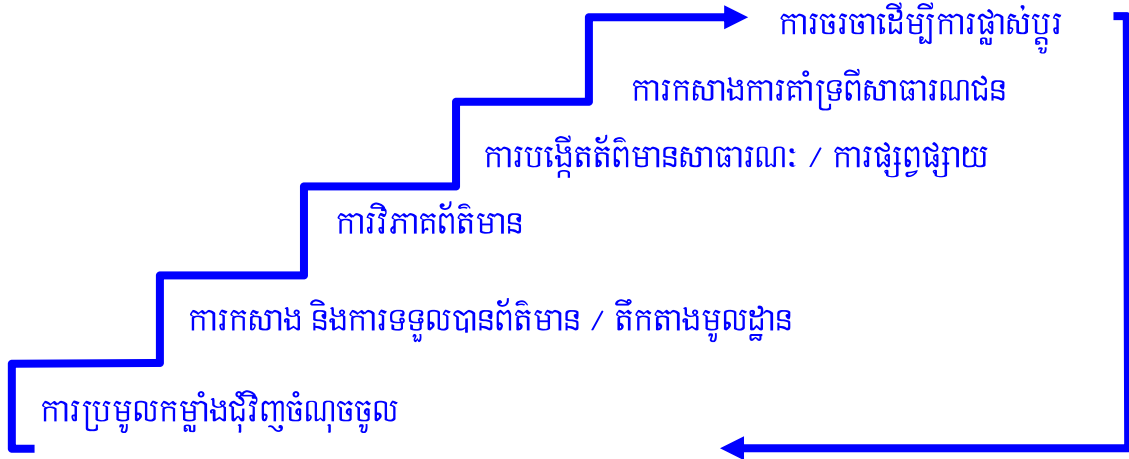 ការចរចាដើម្បីការផ្លាស់ប្តូរ
ការកសាងការគាំទ្រពីសាធារណជន
ការបង្កើតត័ព៌មានសាធារណៈ / ការផ្សព្វផ្សាយ
ការវិភាគព័ត៌មាន
ការកសាង និងការទទួលបានព័ត៌មាន / តឹកតាងមូលដ្ឋាន
ការប្រមូលកម្លាំងជុំវិញចំណុចចូល